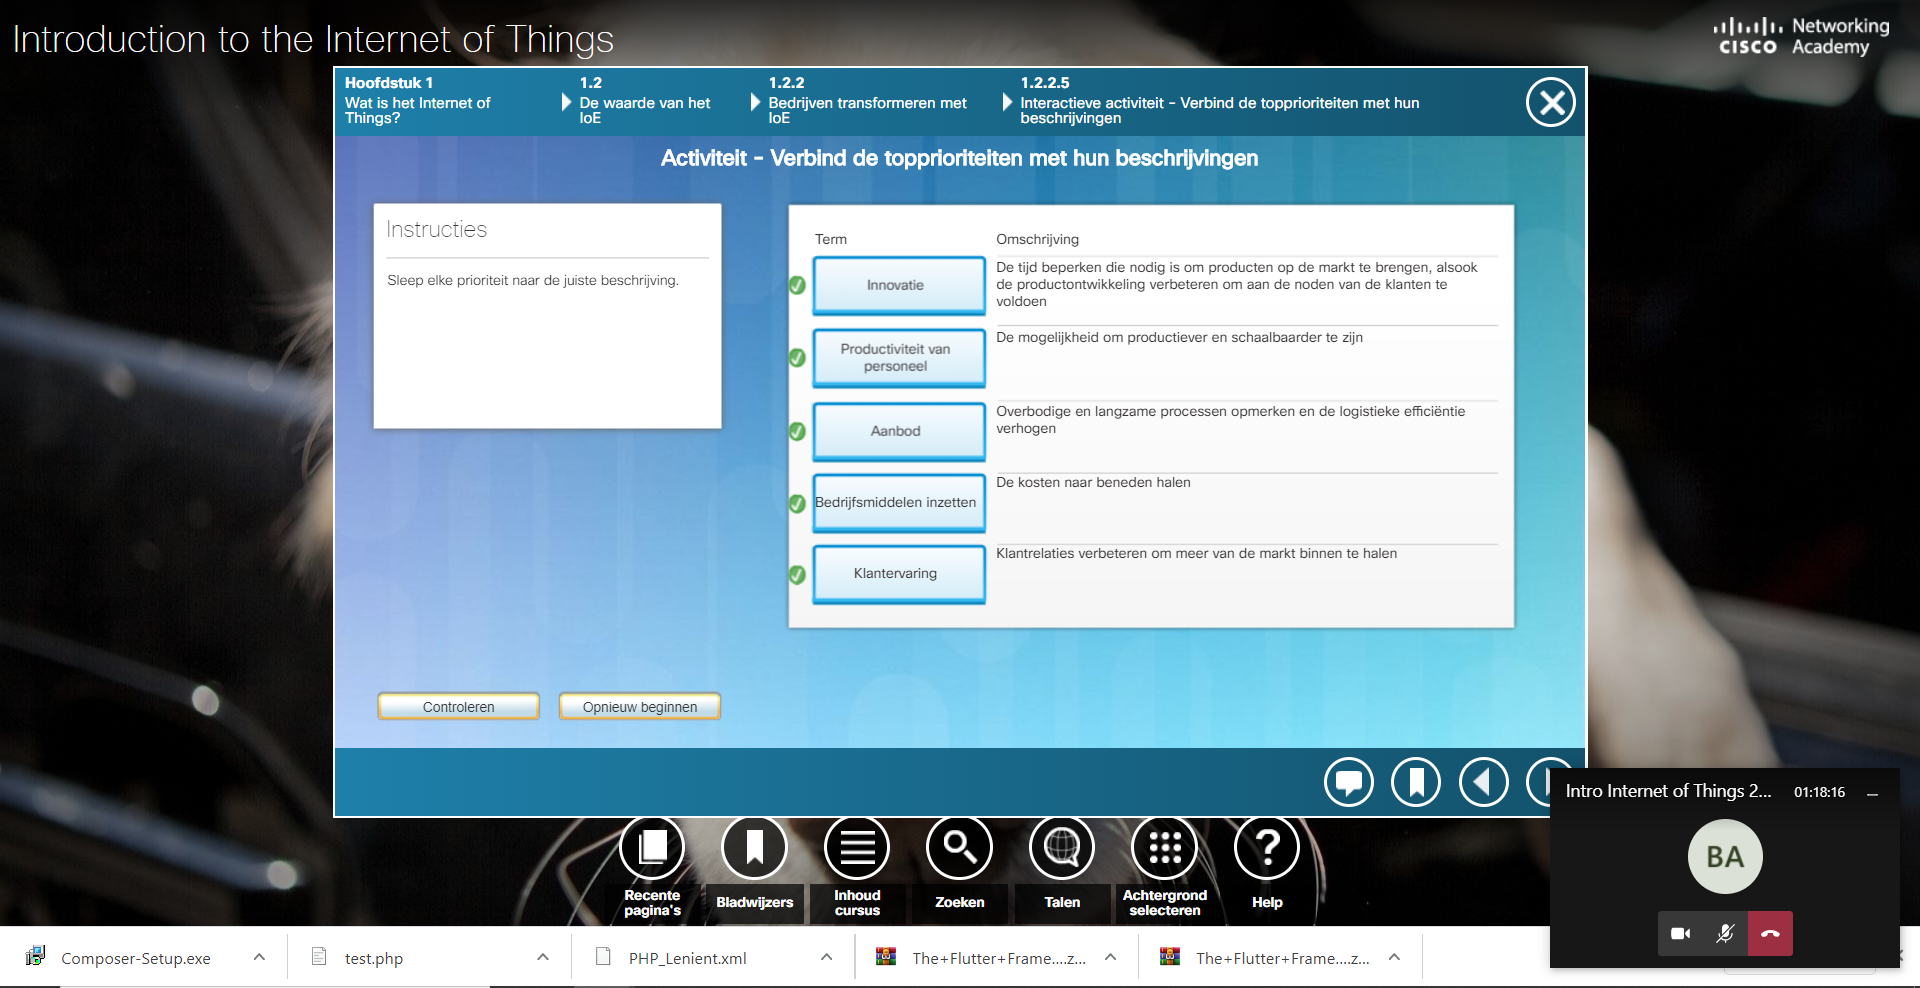 Introduction to the Internet of Things
CISCO
Networking
Academy
Hoofdstuk 1
Wat is het Internet of
Things?
1.2
De waarde van het
IoE
1.2.2
Bedrijven transformeren met
IoE
1.2.2.5
Interactieve activiteit - Verbind de topprioriteiten met hun
beschrijvingen
Activiteit - Verbind de topprioriteiten met hun beschrijvingen
Instructies
Sleep elke prioriteit naar de juiste beschrijving.
Term
Omschrijving
Innovatie
De tijd beperken die nodig is om producten op de markt te brengen, alsook
de productontwikkeling verbeteren om aan de noden van de klanten te
voldoen
Productiviteit van
personeel
De mogelijkheid om productiever en schaalbaarder te zijn
Aanbod
Overbodige en langzame processen opmerken en de logistieke efficiëntie
verhogen
Bedrijfsmiddelen inzetten
De kosten naar beneden halen
Klantervaring
Klantrelaties verbeteren om meer van de markt binnen te halen
Controleren
Opnieuw beginnen
Recente
pagina's
Bladwijzers
Inhoud
cursus
Zoeken
Talen
Achtergrond
selecteren
Help
Intro Internet of Things 2...
01:18:16
BA
Composer-Setup.exe
test.php
PHP_Lenient.xml
The+Flutter+Frame....z...
The+Flutter+Frame....z...